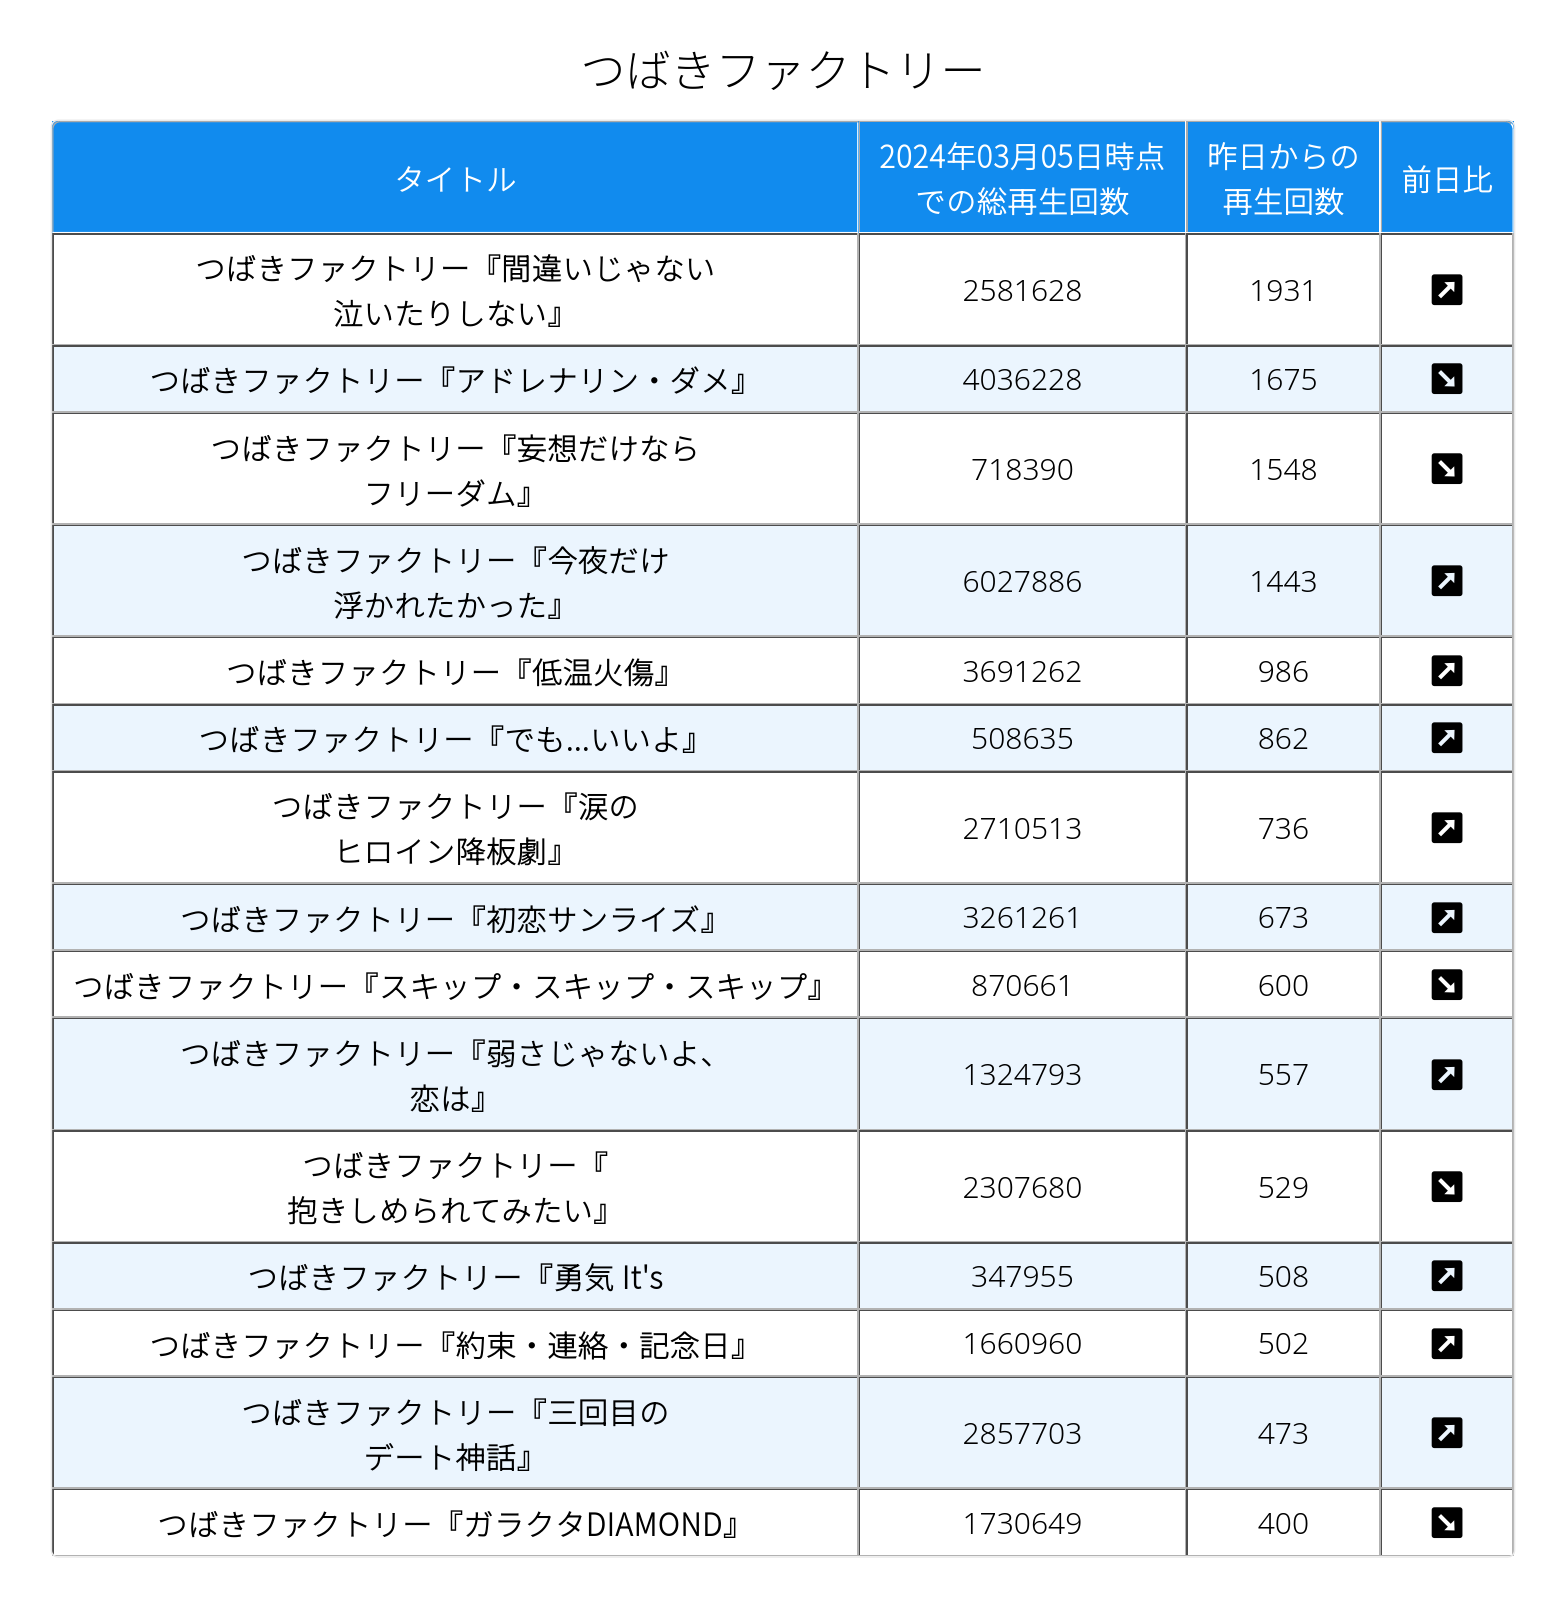 つばきファクトリー
タイトル
2024年03月05日時点
での総再生回数
昨日からの
再生回数
前日比
つばきファクトリー『間違いじゃない
泣いたりしない』
2581628
1931
つばきファクトリー『アドレナリン・ダメ』
4036228
1675
つばきファクトリー『妄想だけなら
フリーダム』
718390
1548
つばきファクトリー『今夜だけ
浮かれたかった』
6027886
1443
つばきファクトリー『低温火傷』
3691262
986
つばきファクトリー『でも...いいよ』
508635
862
つばきファクトリー『涙の
ヒロイン降板劇』
2710513
736
つばきファクトリー『初恋サンライズ』
3261261
673
つばきファクトリー『スキップ・スキップ・スキップ』
870661
600
つばきファクトリー『弱さじゃないよ、
恋は』
1324793
557
つばきファクトリー『
抱きしめられてみたい』
2307680
529
つばきファクトリー『勇気 It's
347955
508
つばきファクトリー『約束・連絡・記念日』
1660960
502
つばきファクトリー『三回目の
デート神話』
2857703
473
つばきファクトリー『ガラクタDIAMOND』
1730649
400